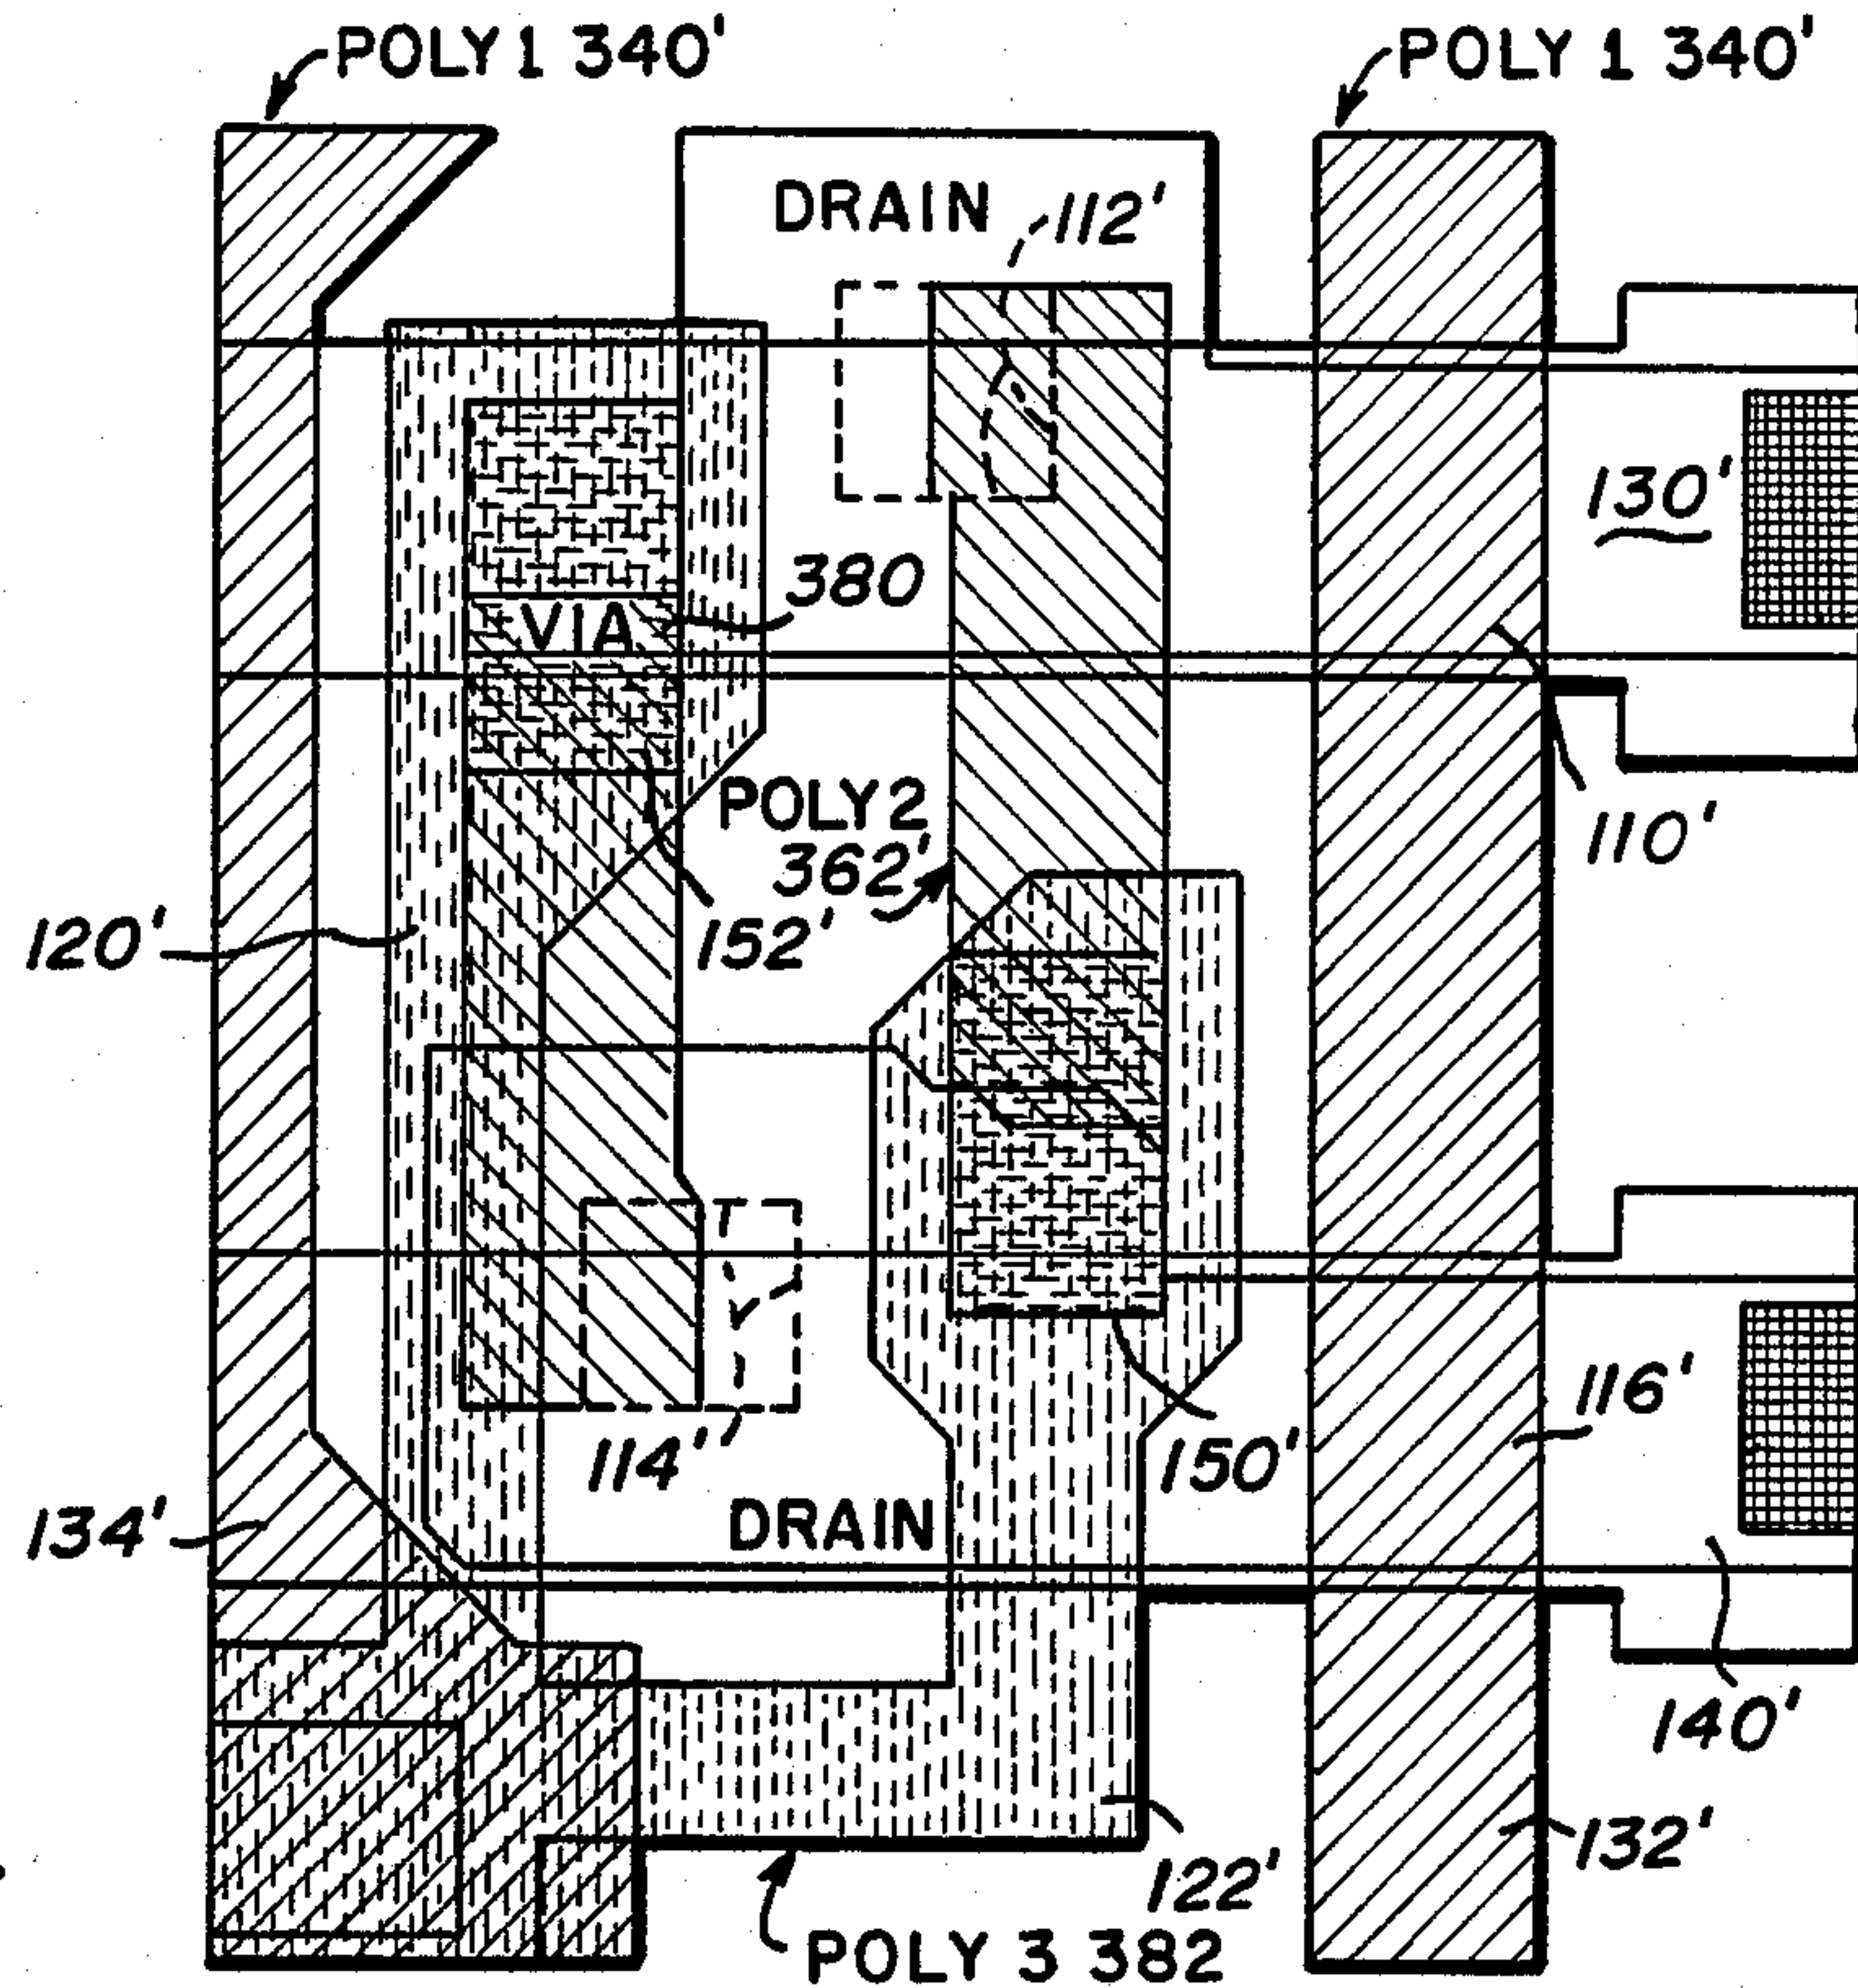 POLY 1 340'
POLY 1 340'
DRAIN
112'
130'
380
VIA
POLY 2
362'
110'
120'
152'
116'
114'
150'
DRAIN
134'
140'
132'
122'
POLY 3 382